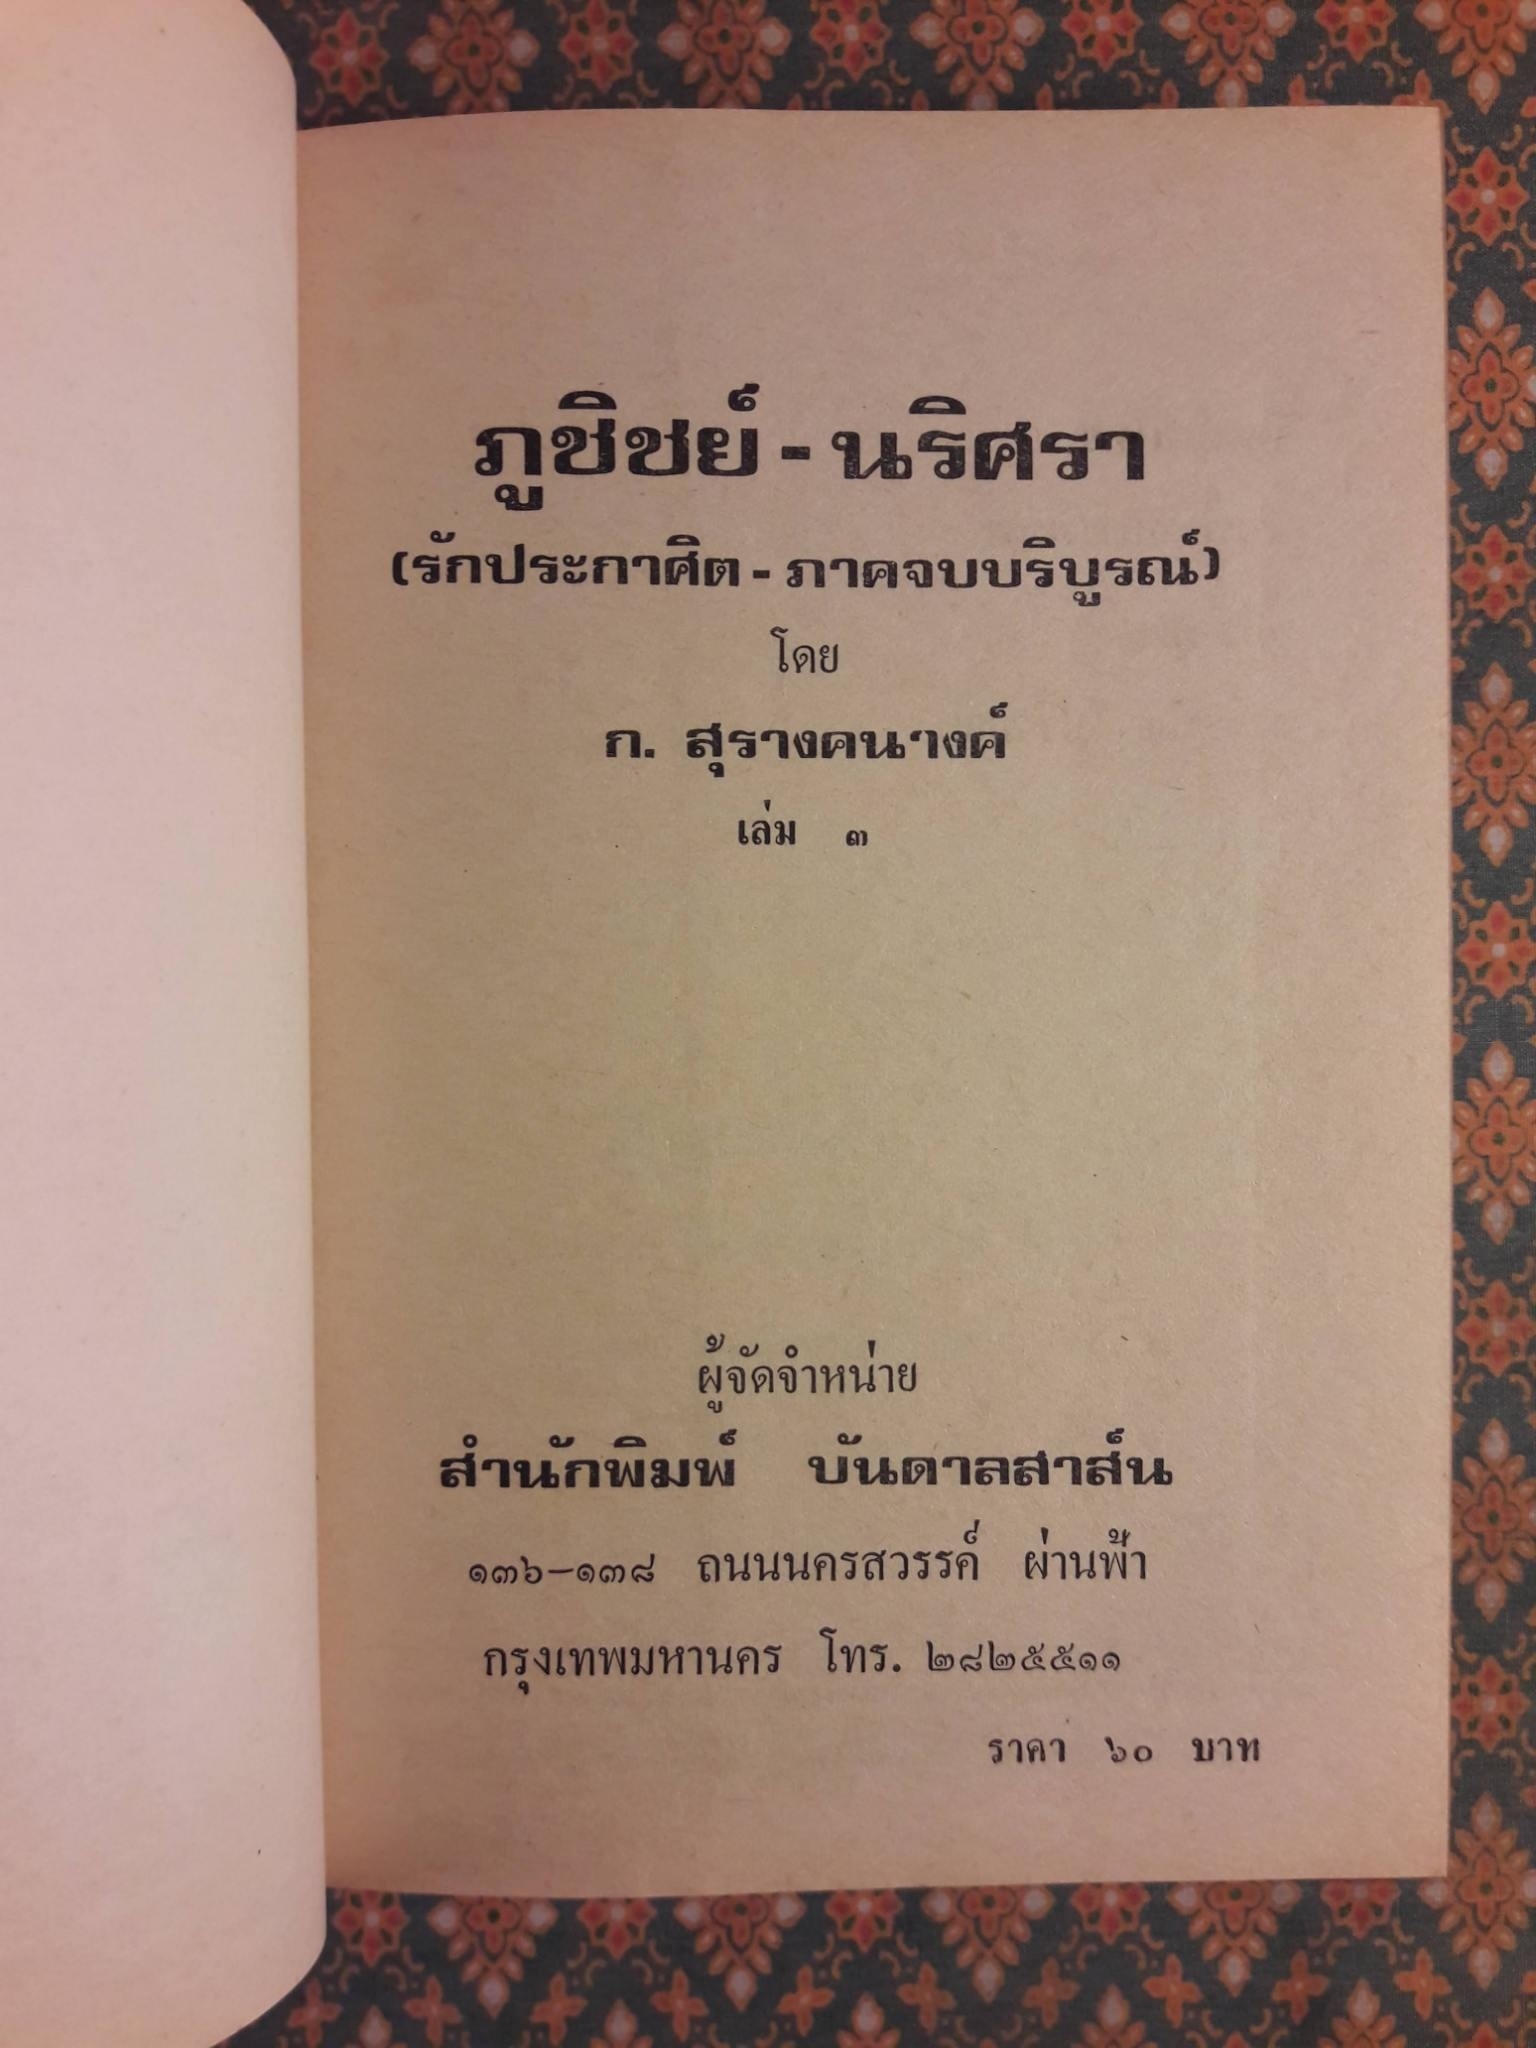 ภูชิชย์ - นริศรา
(รักประกาศิต - ภาคจบบริบูรณ์)
โดย
ก. สุรางคนางค์
เล่ม ๓
ผู้จัดจำหน่าย
สำนักพิมพ์ บันดาลสาส์น
๑๓๖-๑๓๘ ถนนนครสวรรค์ ผ่านฟ้า
กรุงเทพมหานคร โทร. ๒๘๒๕๕๑๑
ราคา ๖๐ บาท